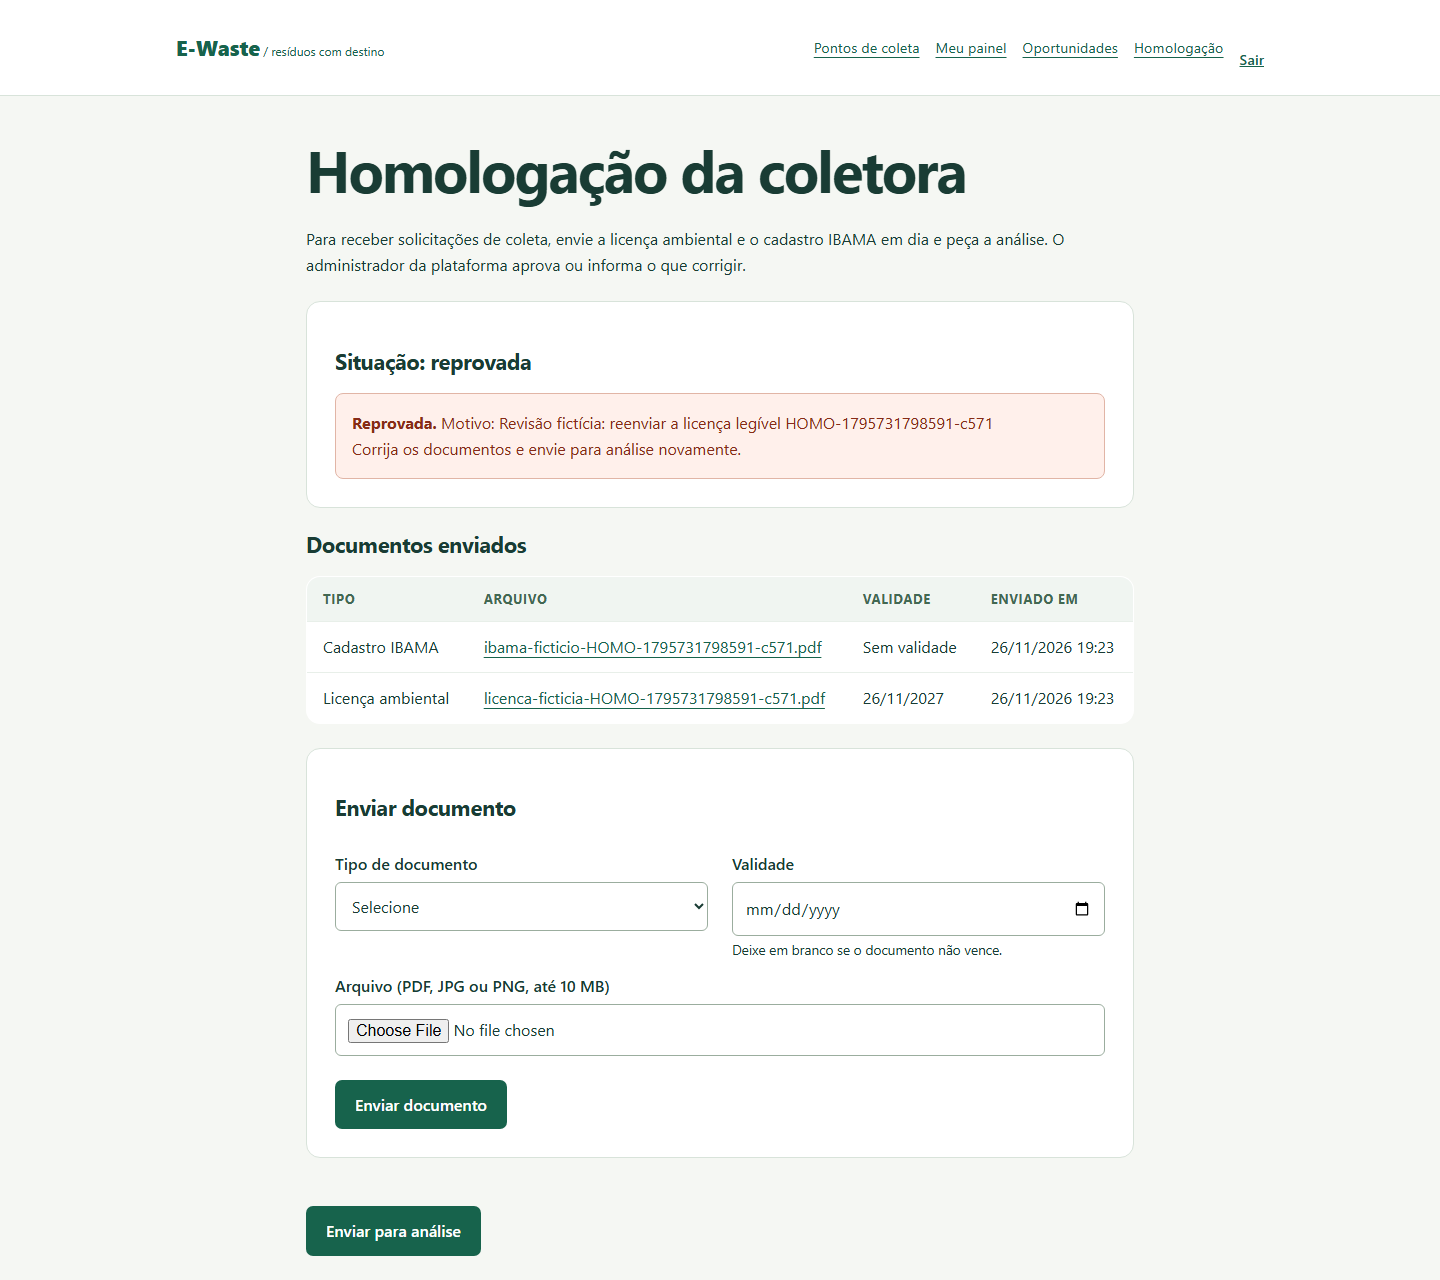 E-Waste / resíduos com destino
Pontos de coleta Meu painel Oportunidades Homologação Sair
Homologação da coletora
Para receber solicitações de coleta, envie a licença ambiental e o cadastro IBAMA em dia e peça a análise. O
administrador da plataforma aprova ou informa o que corrigir.
Situação: reprovada
Reprovada. Motivo: Revisão fictícia: reenviar a licença legível HOMO-1795731798591-c571
Corrija os documentos e envie para análise novamente.
Documentos enviados
TIPO ARQUIVO VALIDADE ENVIADO EM
Cadastro IBAMA ibama-ficticio-HOMO-1795731798591-c571.pdf Sem validade 26/11/2026 19:23
Licença ambiental licenca-ficticia-HOMO-1795731798591-c571.pdf 26/11/2027 26/11/2026 19:23
Enviar documento
Tipo de documento Validade
Selecione mm/dd/yyyy
Deixe em branco se o documento não vence.
Arquivo (PDF, JPG ou PNG, até 10 MB)
Choose File No file chosen
Enviar documento
Enviar para análise